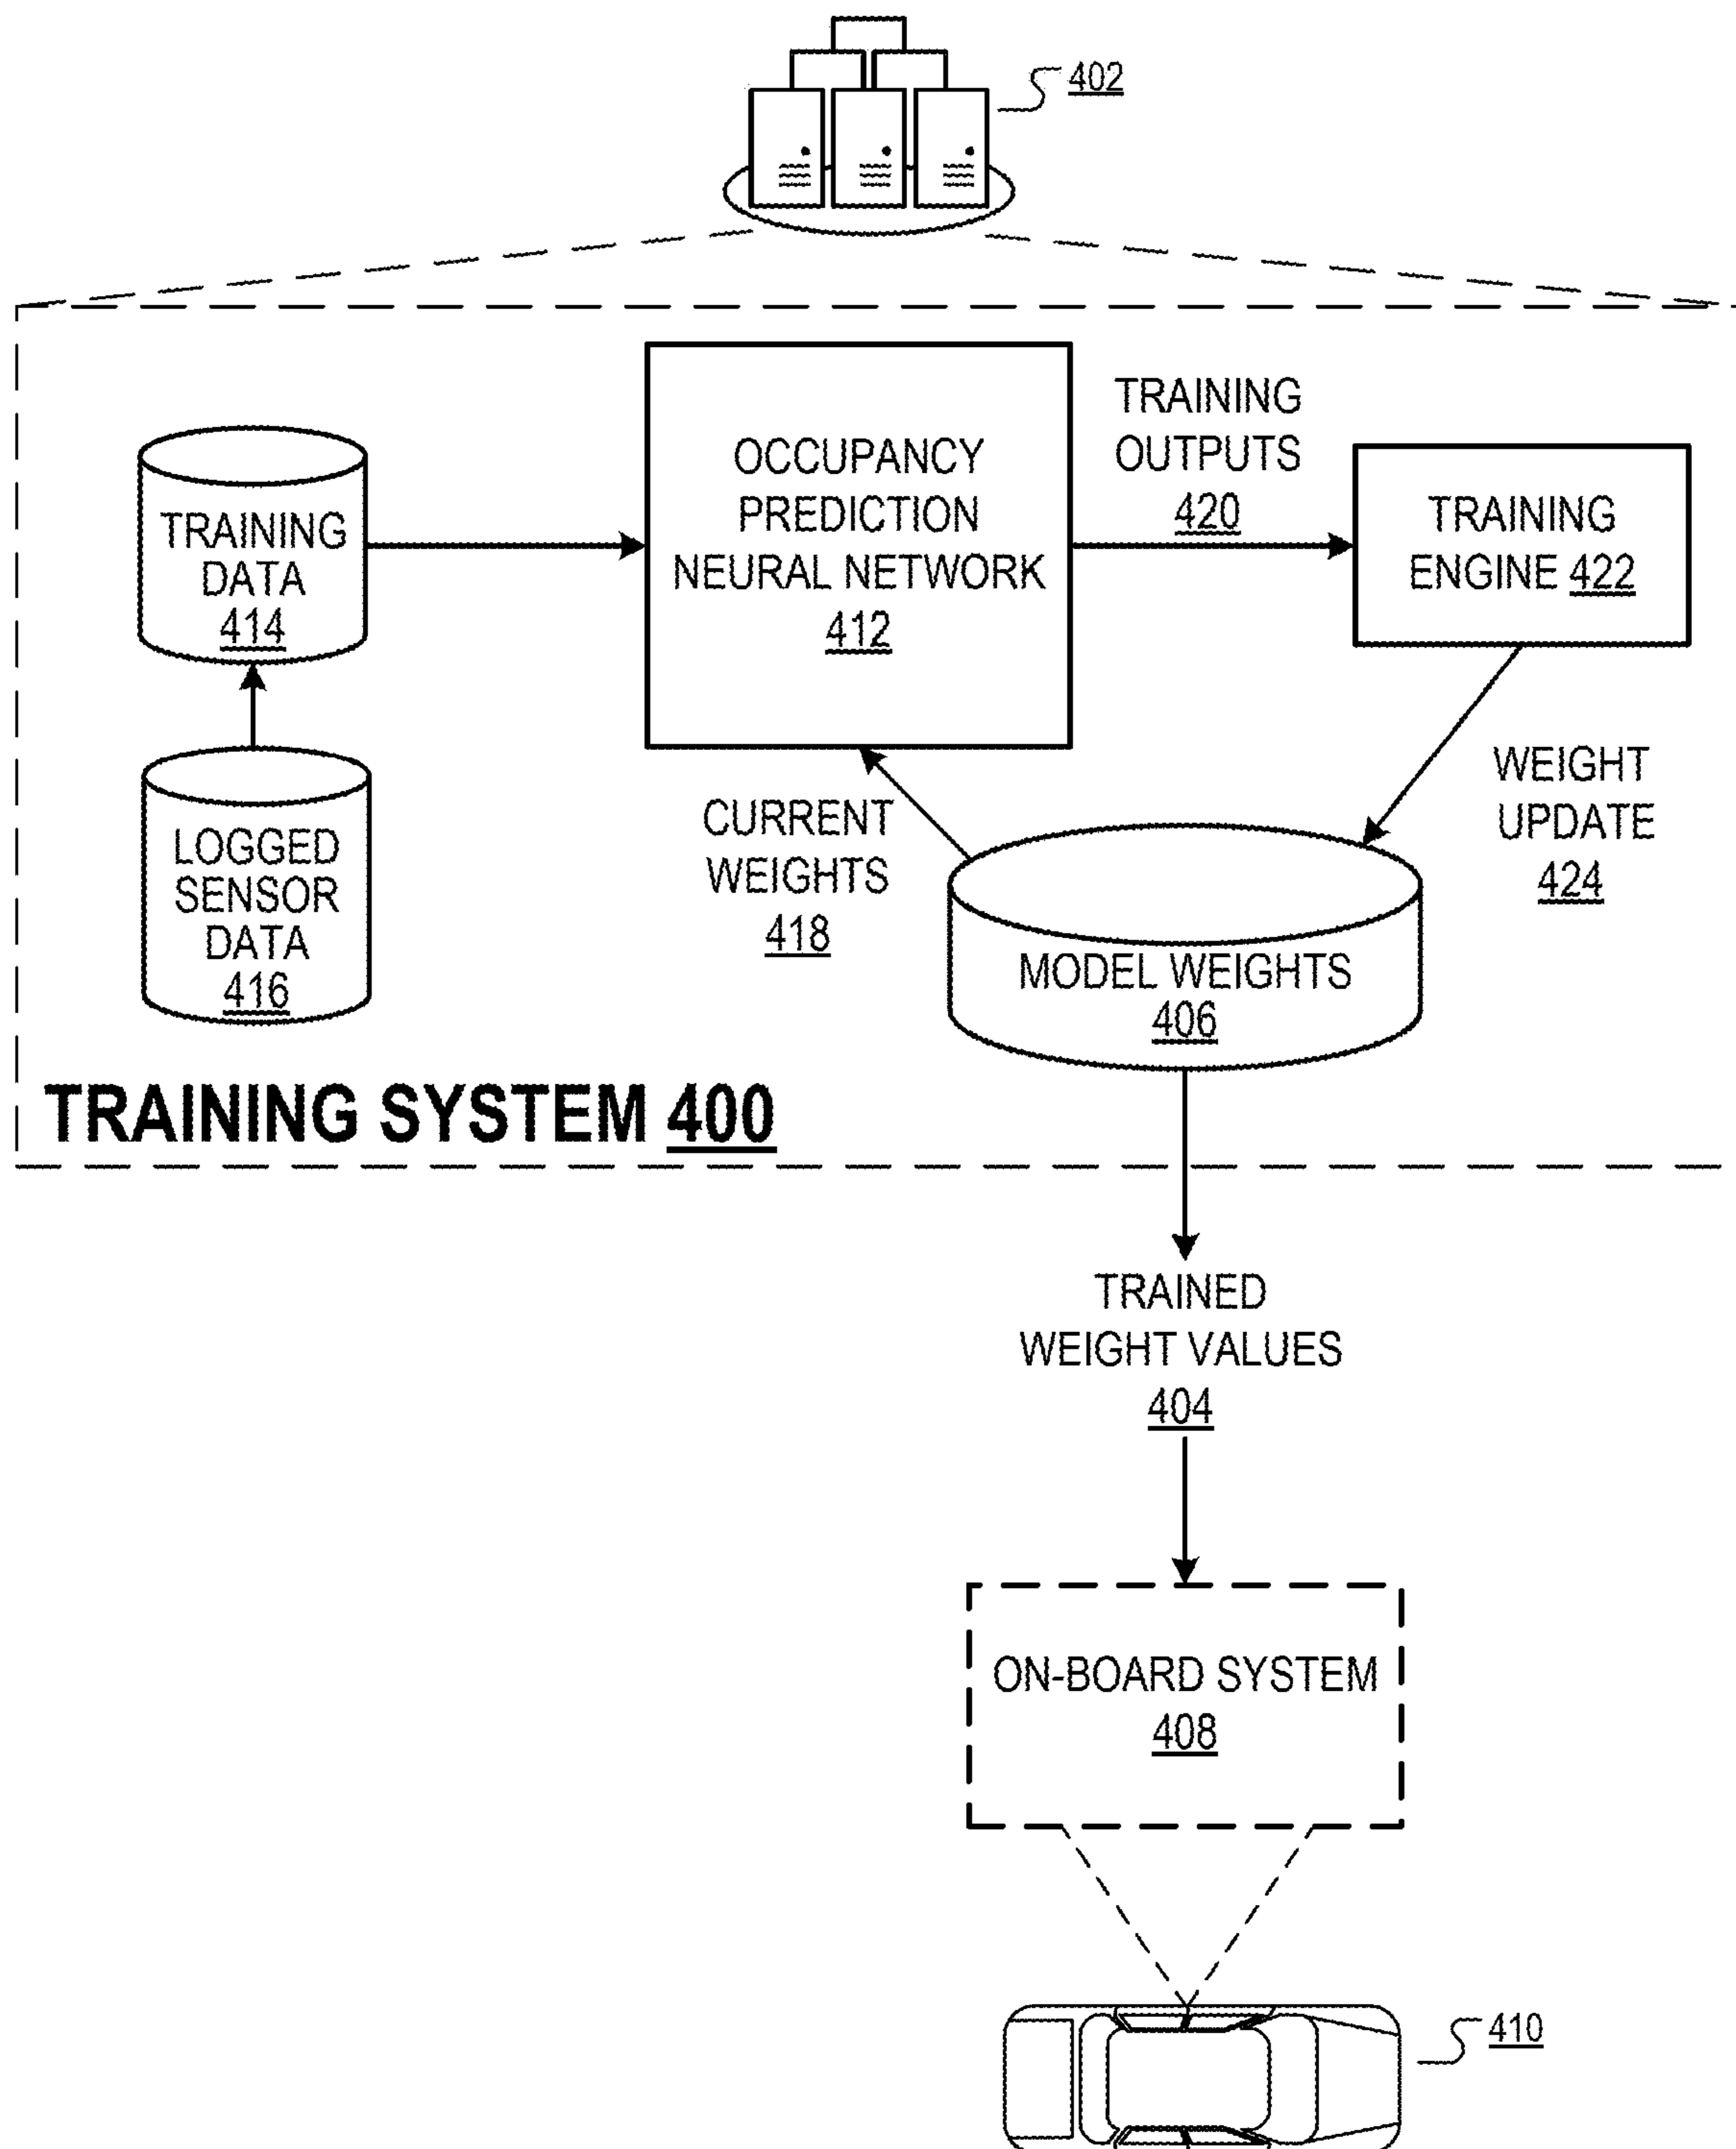 402
TRAINING
OUTPUTS
420
OCCUPANCY
PREDICTION
NEURAL NETWORK
412
TRAINING
ENGINE 422
TRAINING
DATA
414
WEIGHT
UPDATE
424
CURRENT
WEIGHTS
418
LOGGED
SENSOR
DATA
416
MODEL WEIGHTS
406
TRAINING SYSTEM 400
TRAINED
WEIGHT VALUES
404
ON-BOARD SYSTEM
408
410